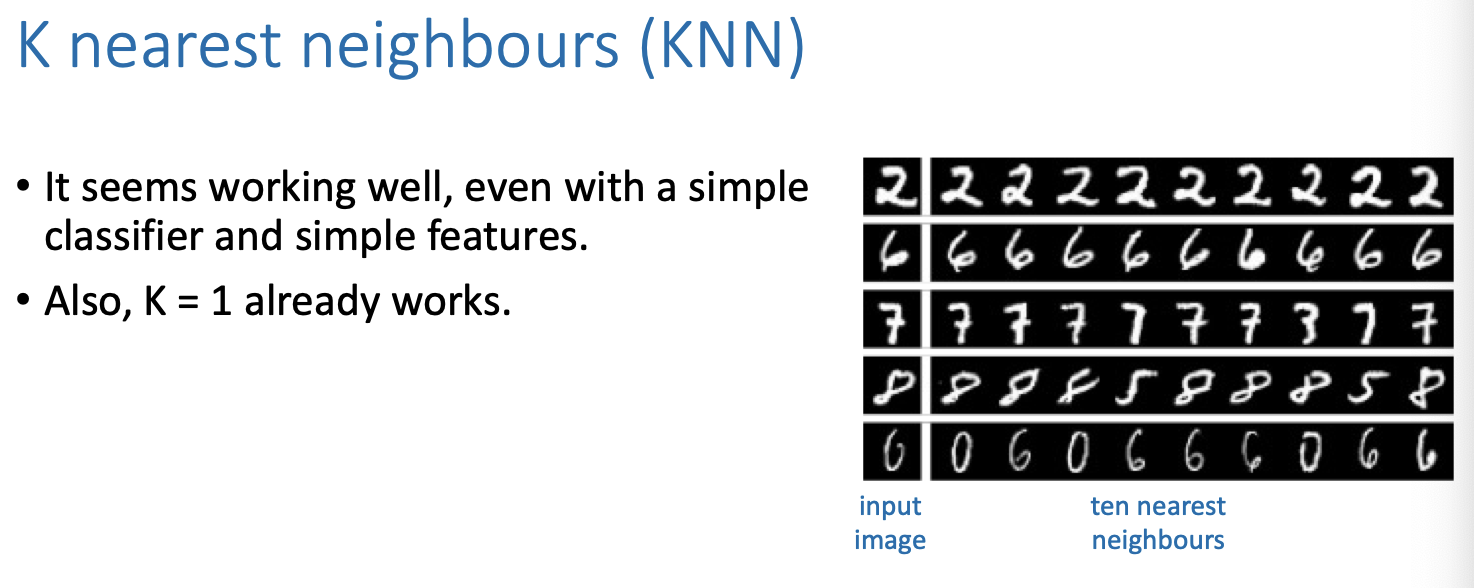 K nearest neighbours (KNN)
• It seems working well, even with a simple
classifier and simple features.
• Also, K = 1 already works.
2 2 2 2 2 2 2 2 2 2
6 6 6 6 6 6 6 6 6 6
7 7 7 7 7 7 7 3 7 7
8 8 8 8 5 8 8 8 5 8
6 0 6 0 6 6 6 0 6 6
input
image
ten nearest
neighbours